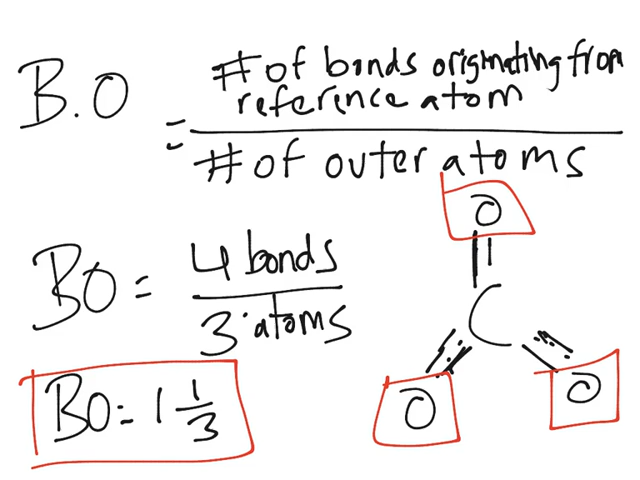 B.O = # of bonds originating from
reference atom
# of outer atoms
BO = 4 bonds
3 atoms
BO = 1 1/3
O
C
O O